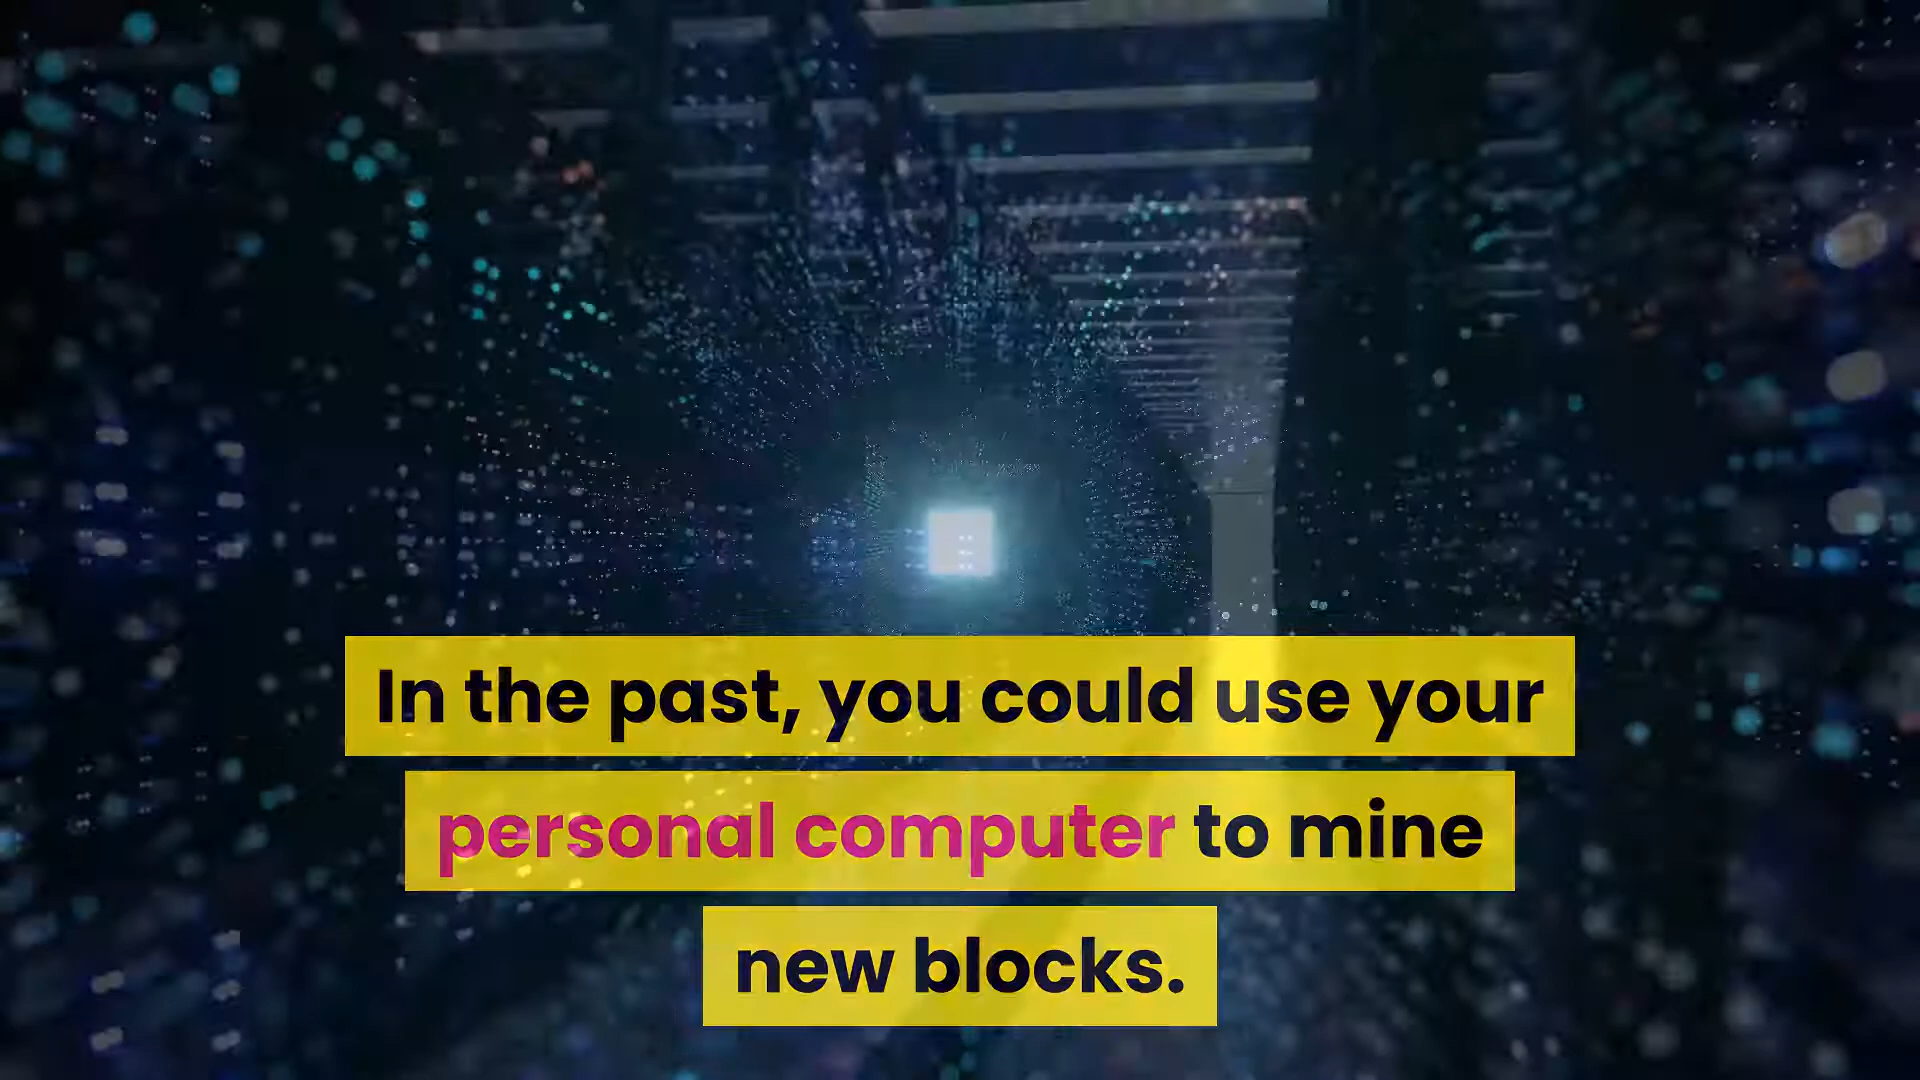 In the past, you could use your
personal computer to mine
new blocks.